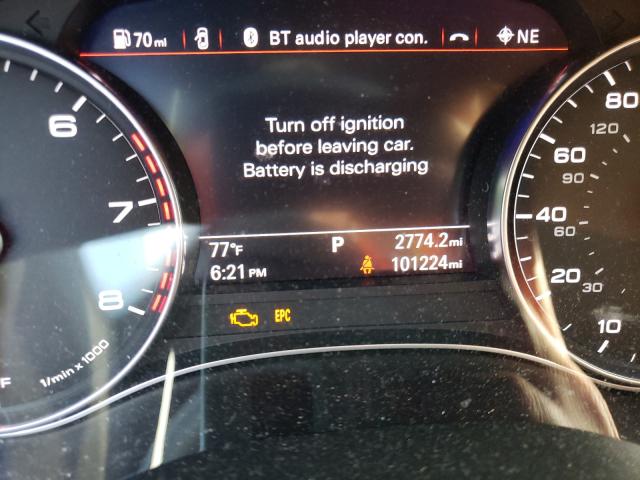 70 mi BT audio player con. NE
Turn off ignition
before leaving car.
Battery is discharging
77°F P 2774.2 mi
6:21 PM 101224 mi
EPC
6
7
8
1/min x 1000
F
80
120
60
90
40
60
20
30
10